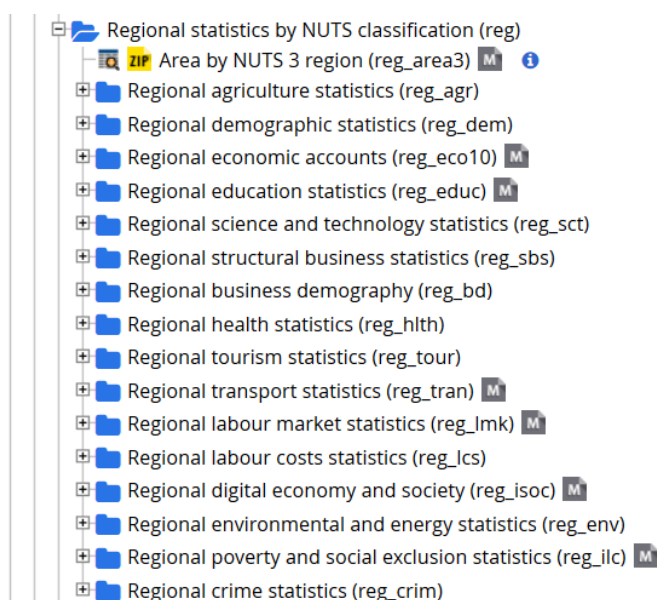 Regional statistics by NUTS classification (reg)
ZIP Area by NUTS 3 region (reg_area3) M i
Regional agriculture statistics (reg_agr)
Regional demographic statistics (reg_dem)
Regional economic accounts (reg_eco10) M
Regional education statistics (reg_educ) M
Regional science and technology statistics (reg_sct)
Regional structural business statistics (reg_sbs)
Regional business demography (reg_bd)
Regional health statistics (reg_hlth)
Regional tourism statistics (reg_tour)
Regional transport statistics (reg_tran) M
Regional labour market statistics (reg_lmk) M
Regional labour costs statistics (reg_lcs)
Regional digital economy and society (reg_isoc) M
Regional environmental and energy statistics (reg_env)
Regional poverty and social exclusion statistics (reg_ilc) M
Regional crime statistics (reg_crim)